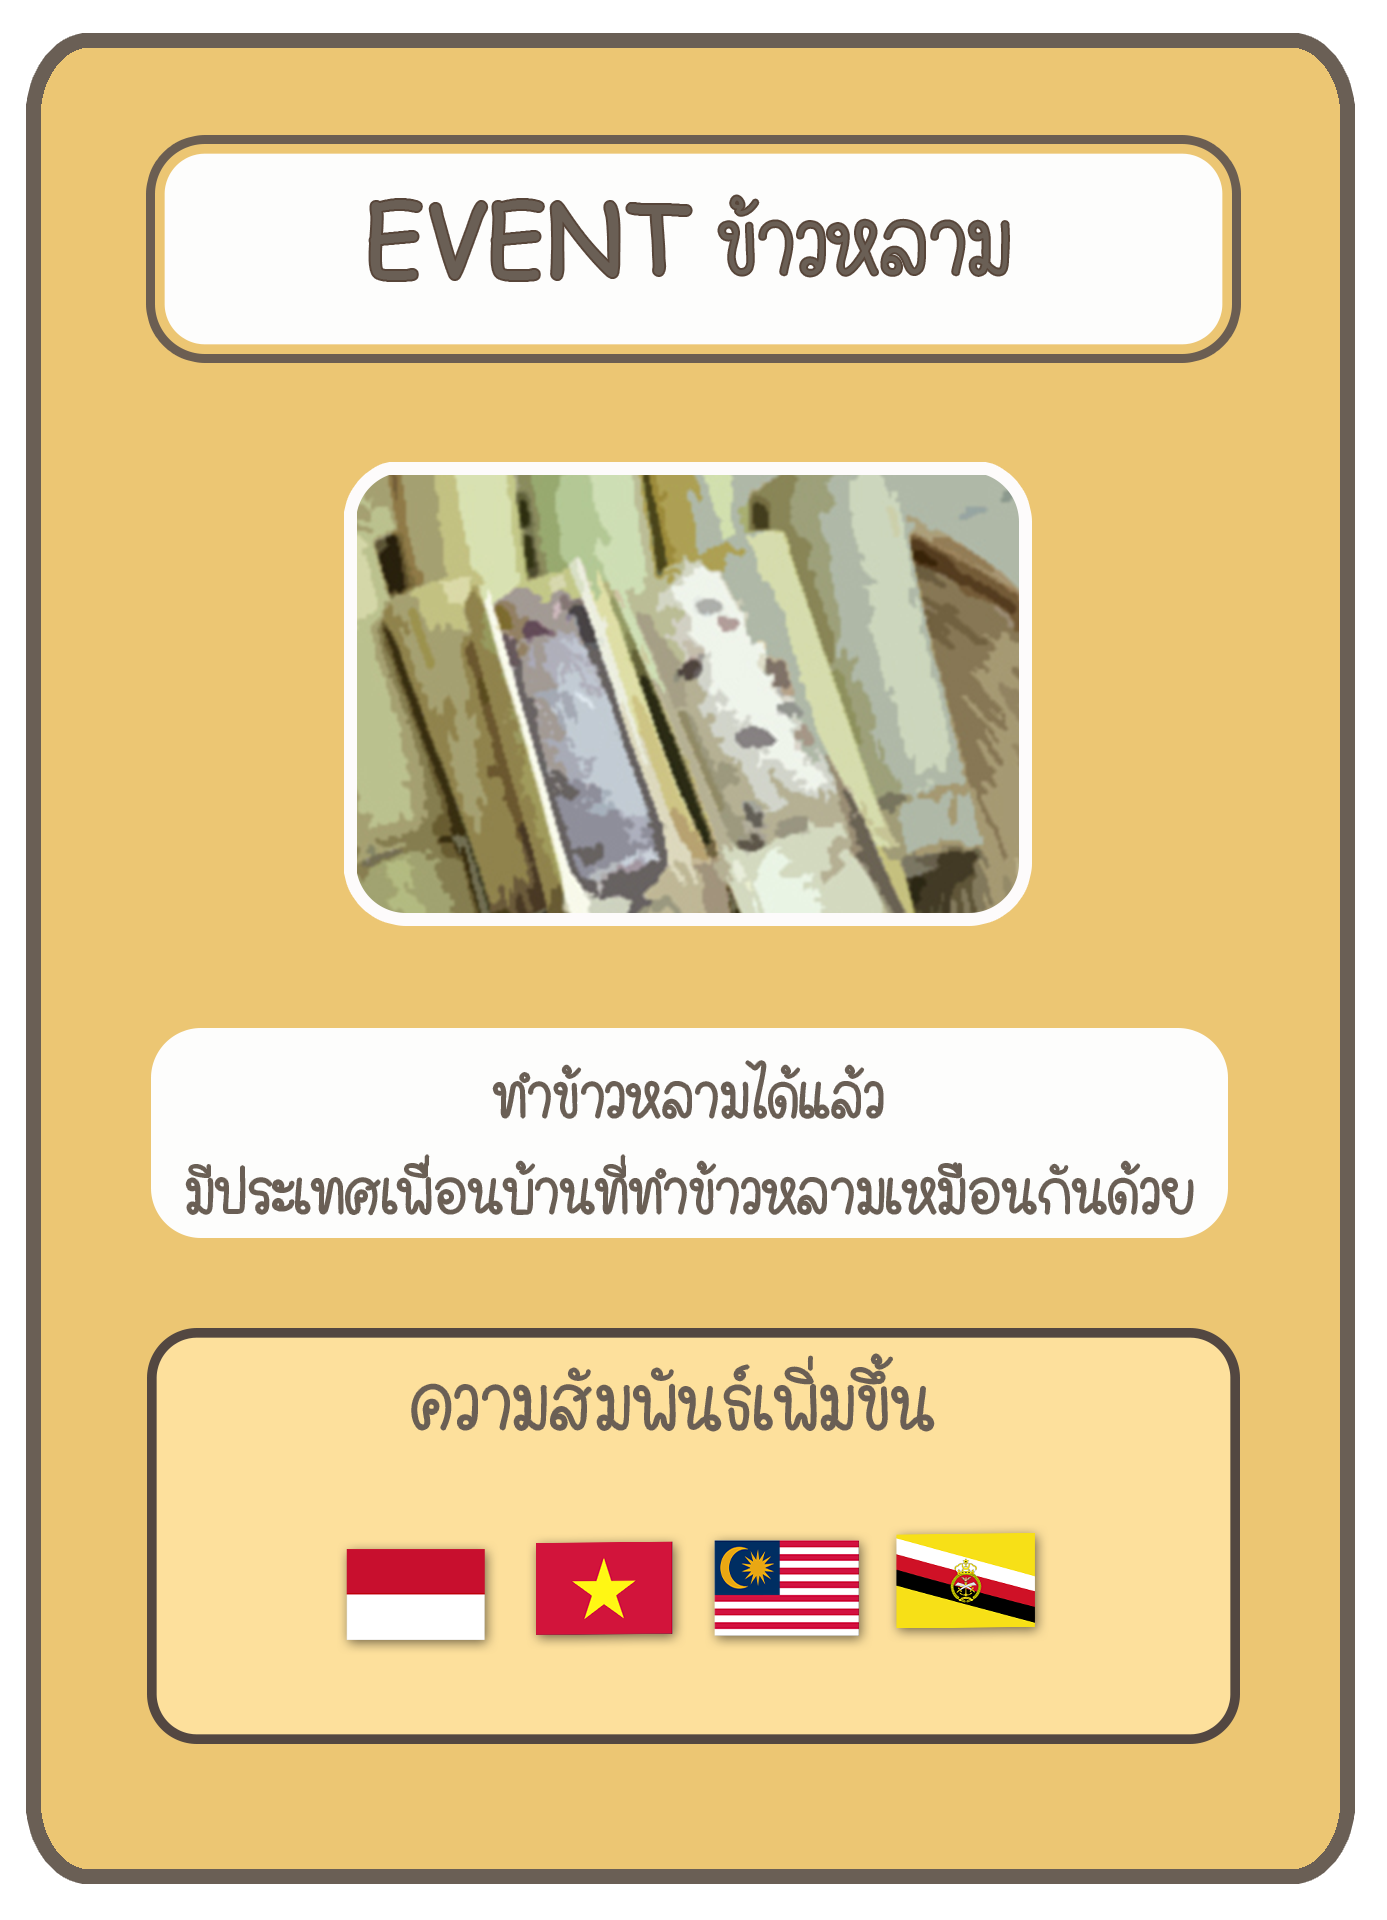 EVENT ข้าวหลาม
ทำข้าวหลามได้แล้ว
มีประเทศเพื่อนบ้านที่ทำข้าวหลามเหมือนกันด้วย
ความสัมพันธ์เพิ่มขึ้น